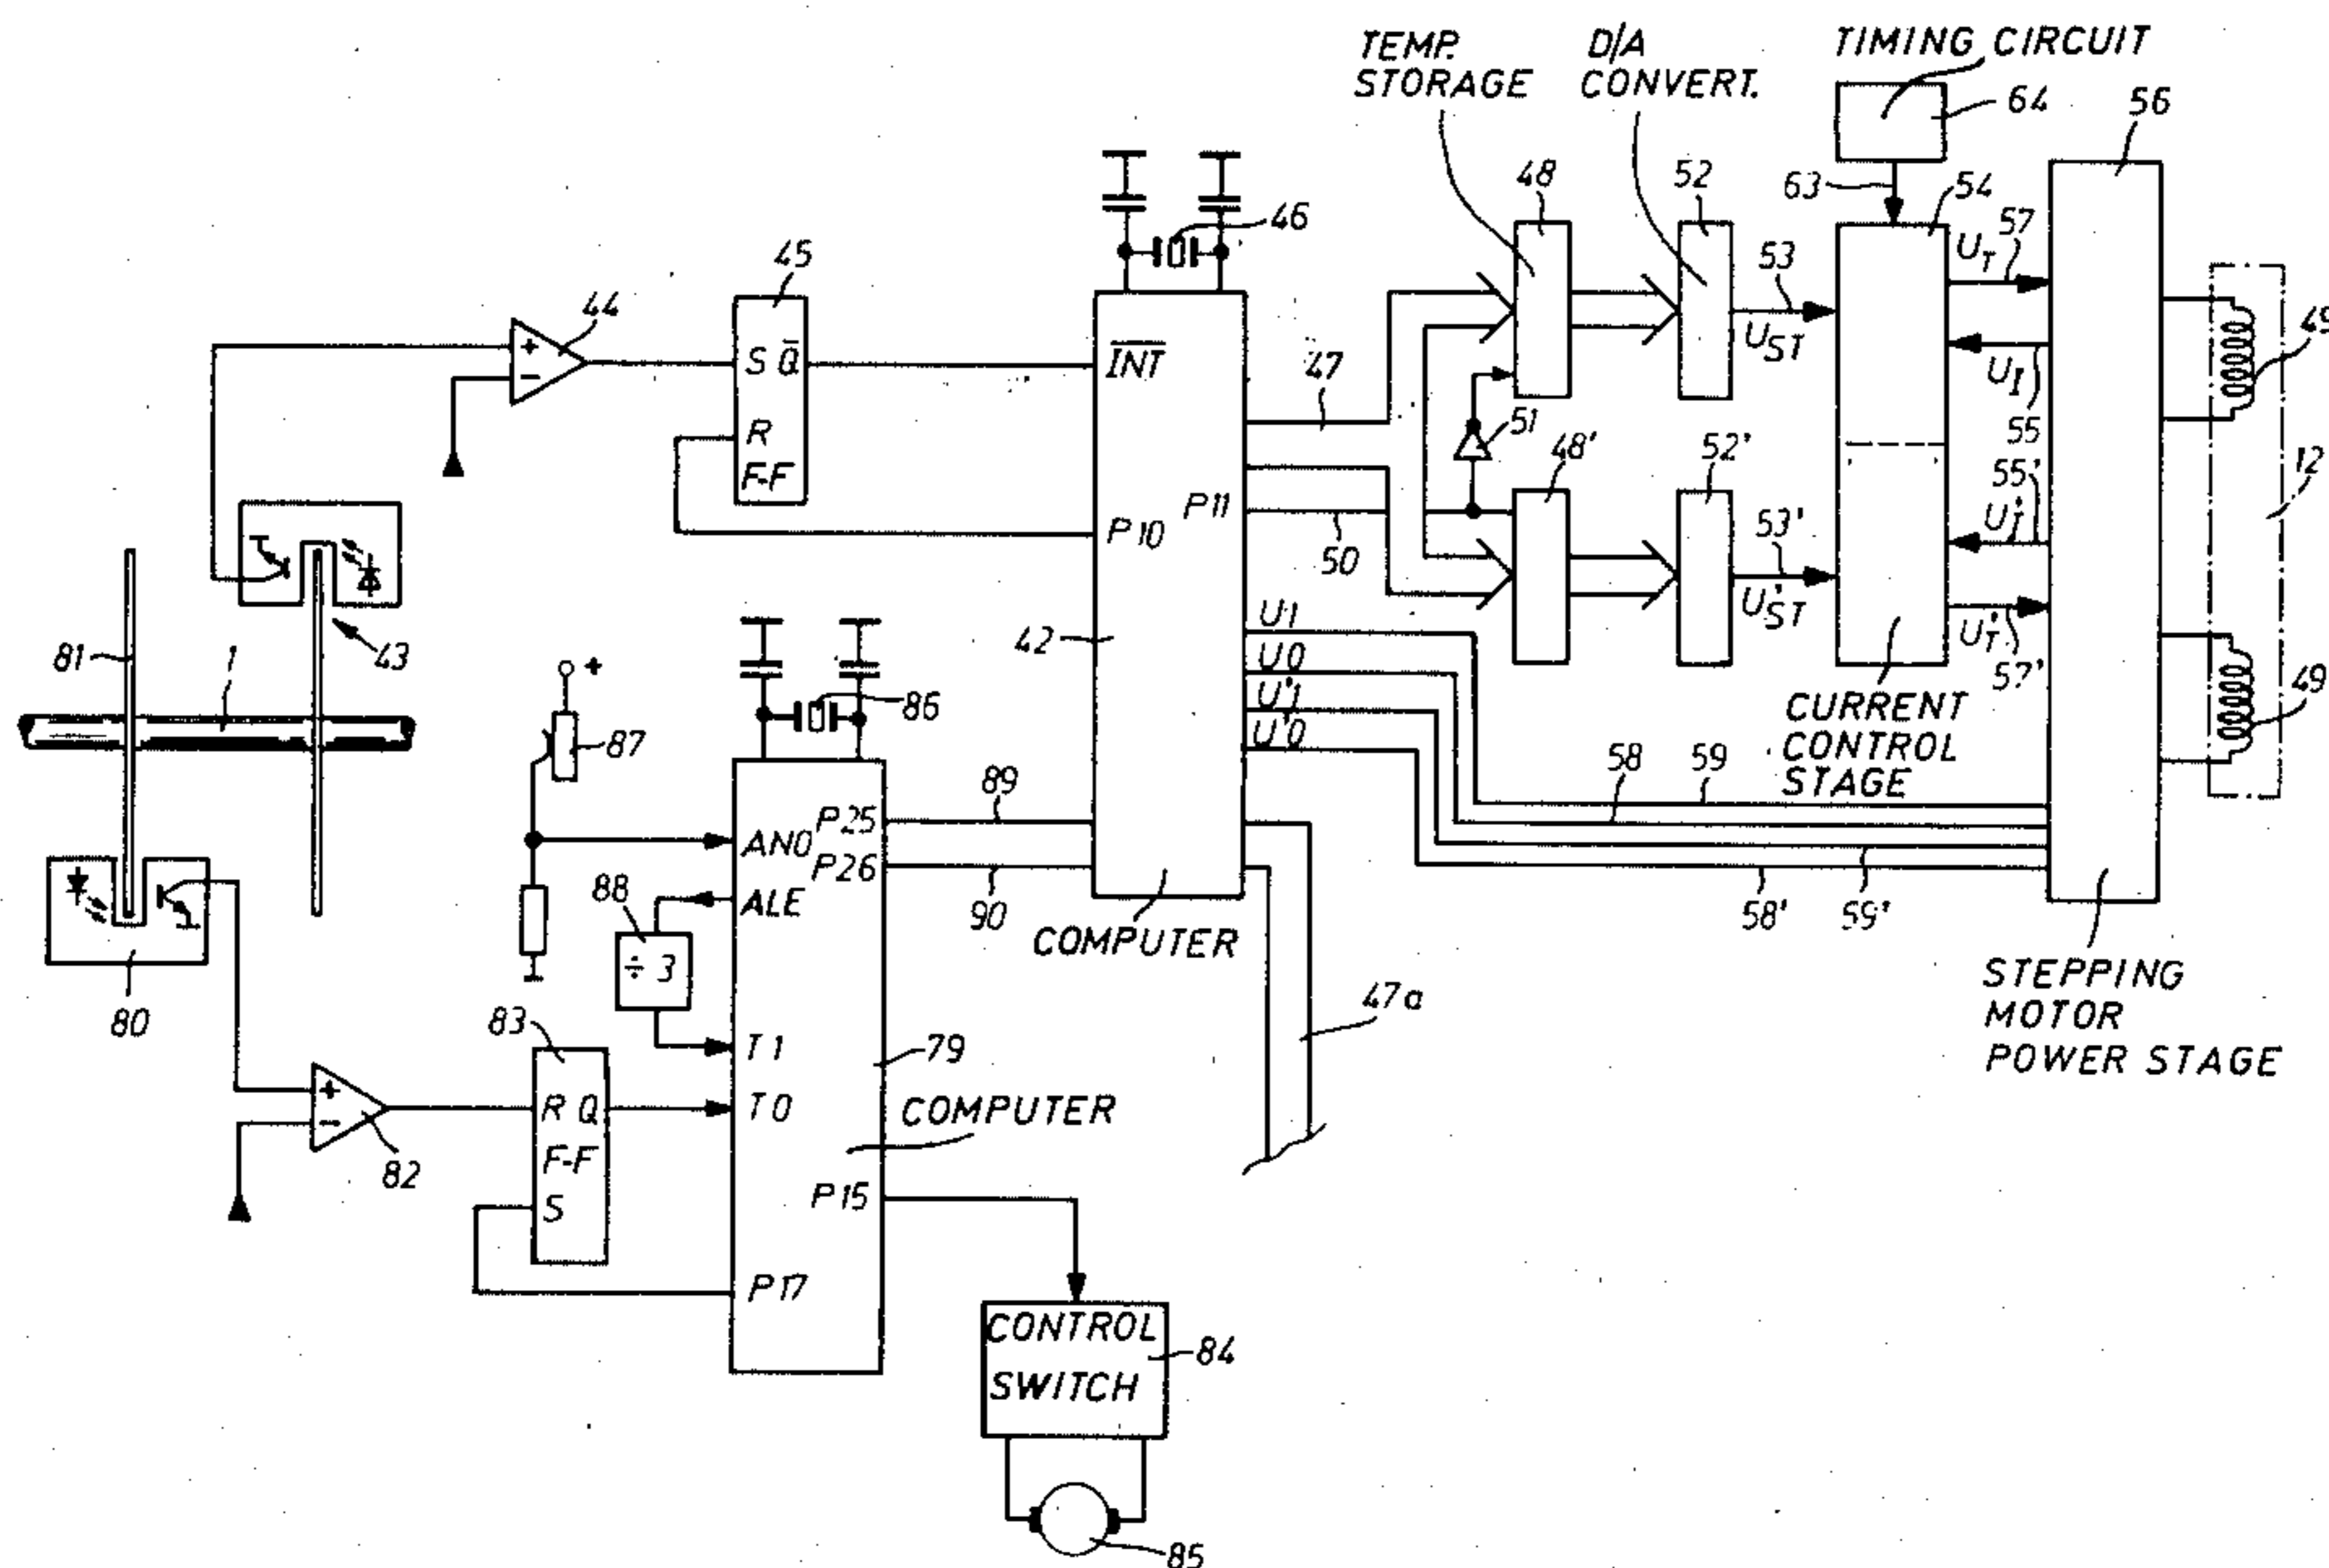 TEMP.
STORAGE
D/A
CONVERT.
TIMING CIRCUIT
64
56
63
54
48
52
57
U_T
46
45
44
53
U_ST
49
S Q̅
R
F-F
INT̅
47
U_I
55
51
48'
52'
55'
12
P10
P11
50
53'
U'_I
U'_ST
U'_T
57'
49'
43
81
1
42
U1
U0
U'1
U'0
CURRENT
CONTROL
STAGE
86
87
+
58
59
89
P25
AN0
P26
88
ALE
90
÷ 3
58'
59'
COMPUTER
STEPPING
MOTOR
POWER STAGE
80
47a
83
T1
79
+
−
82
R Q
F-F
S
T0
COMPUTER
P15
P17
CONTROL
SWITCH
84
85